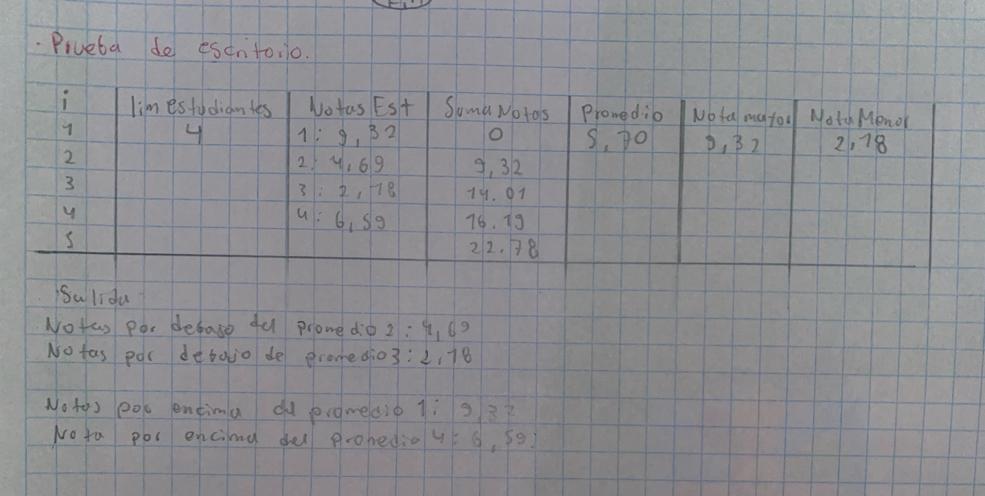 . Prueba de escritorio.
i lim estudiantes Notas Est Suma Notas Promedio Nota mayor Nota Menor
1 4 1: 9,32 0 5,70 9,32 2,18
2 2: 4,69 9,32
3 3: 2,18 14.01
4 4: 6,59 16.19
5 22.78
Salida
Notas por debajo del promedio 2: 4,69
Notas por debajo de promedio 3: 2,18
Notas por encima del promedio 1: 9,32
Nota por encima del promedio 4: 6,59.